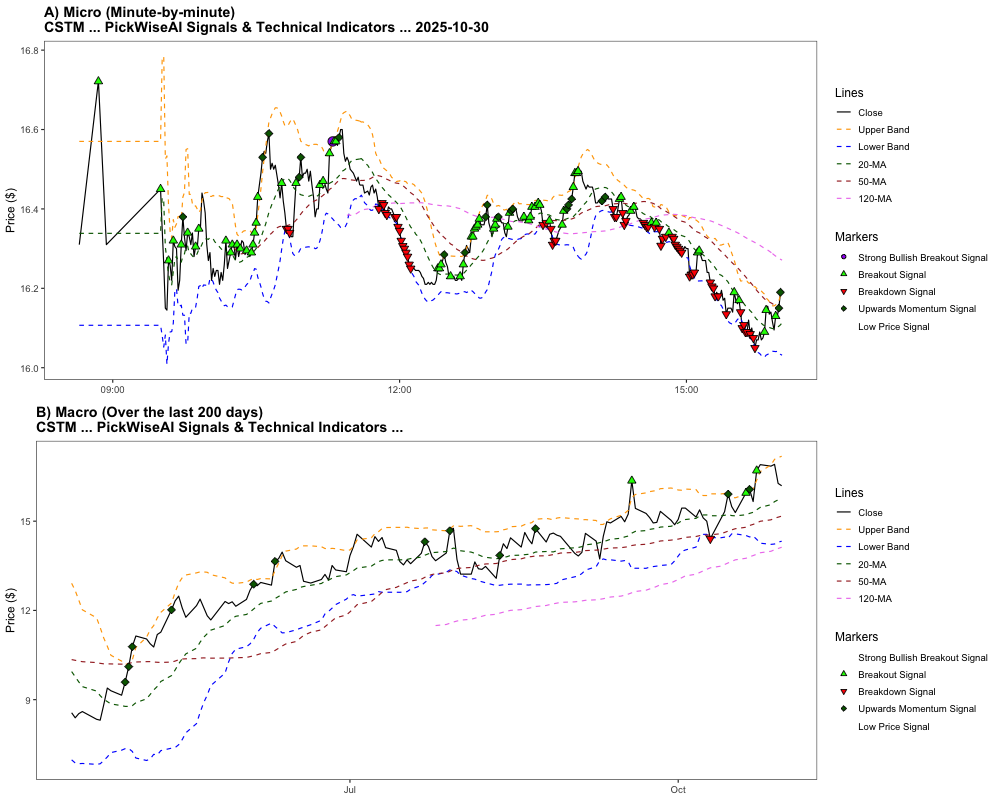 A) Micro (Minute-by-minute)
CSTM ... PickWiseAI Signals & Technical Indicators ... 2025-10-30
Price ($)
16.8
16.6
16.4
16.2
16.0
09:00
12:00
15:00
Lines
Close
Upper Band
Lower Band
20-MA
50-MA
120-MA
Markers
Strong Bullish Breakout Signal
Breakout Signal
Breakdown Signal
Upwards Momentum Signal
Low Price Signal
B) Macro (Over the last 200 days)
CSTM ... PickWiseAI Signals & Technical Indicators ...
Price ($)
15
12
9
Jul
Oct
Lines
Close
Upper Band
Lower Band
20-MA
50-MA
120-MA
Markers
Strong Bullish Breakout Signal
Breakout Signal
Breakdown Signal
Upwards Momentum Signal
Low Price Signal